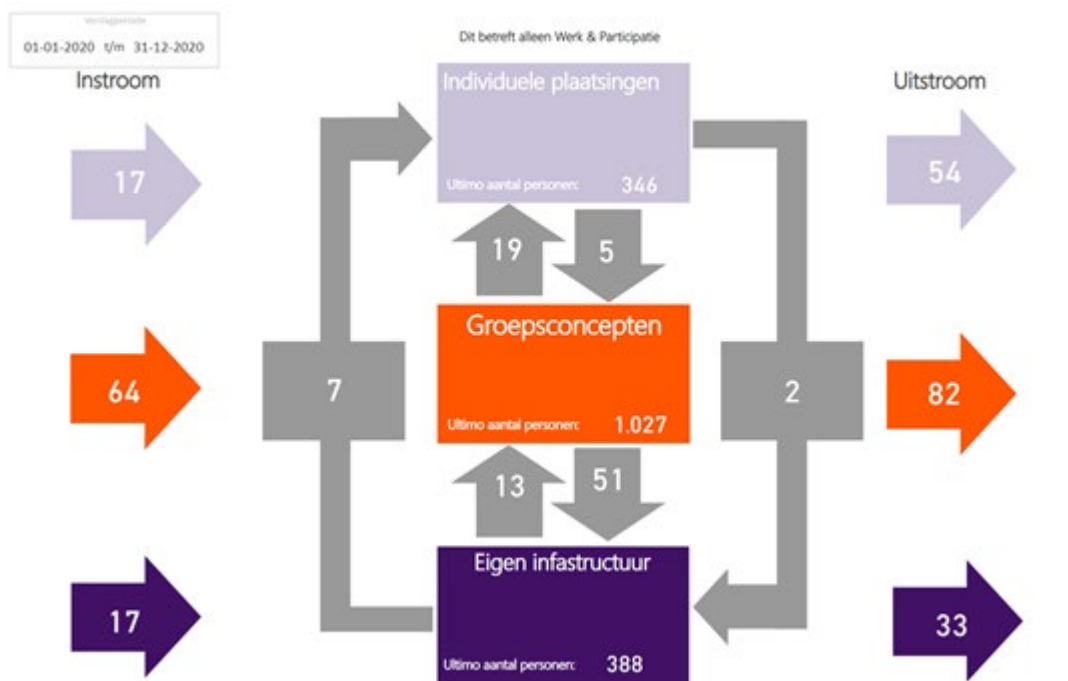 Verslagperiode
01-01-2020 t/m 31-12-2020
Dit betreft alleen Werk & Participatie
Instroom
Individuele plaatsingen
Uitstroom
17
54
Ultimo aantal personen: 346
19
5
Groepsconcepten
64
7
2
82
Ultimo aantal personen: 1.027
13
51
Eigen infastructuur
17
33
Ultimo aantal personen: 388